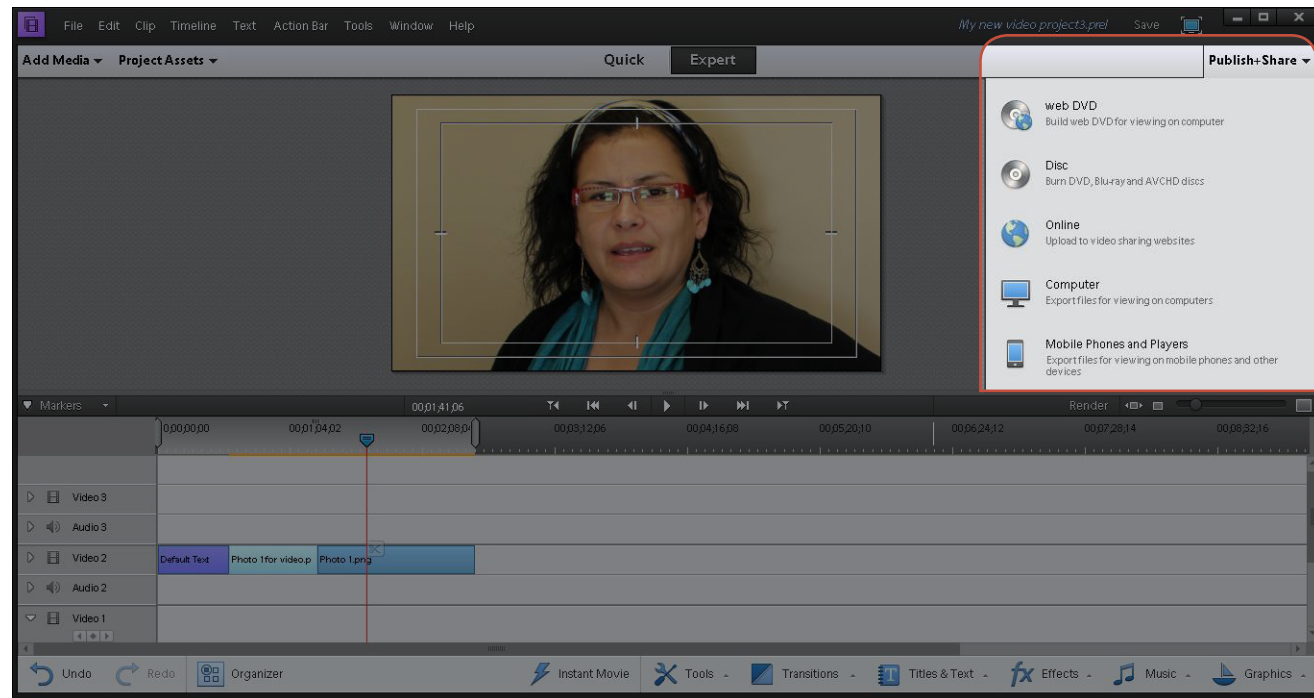 File Edit Clip Timeline Text Action Bar Tools Window Help My new video project3.prel Save
Add Media Project Assets Quick Expert Publish+Share
web DVD
Build web DVD for viewing on computer
Disc
Burn DVD, Blu-ray and AVCHD discs
Online
Upload to video sharing websites
Computer
Export files for viewing on computers
Mobile Phones and Players
Export files for viewing on mobile phones and other
devices
Markers 00;01;41;06 Render
0;00;00;00 00;01;04;02 00;02;08;04 00;03;12;06 00;04;16;08 00;05;20;10 00;06;24;12 00;07;28;14 00;08;32;16
Video 3
Audio 3
Video 2 Default Text Photo 1for video.p Photo 1.png
Audio 2
Video 1
Undo Redo Organizer Instant Movie Tools Transitions Titles & Text Effects Music Graphics